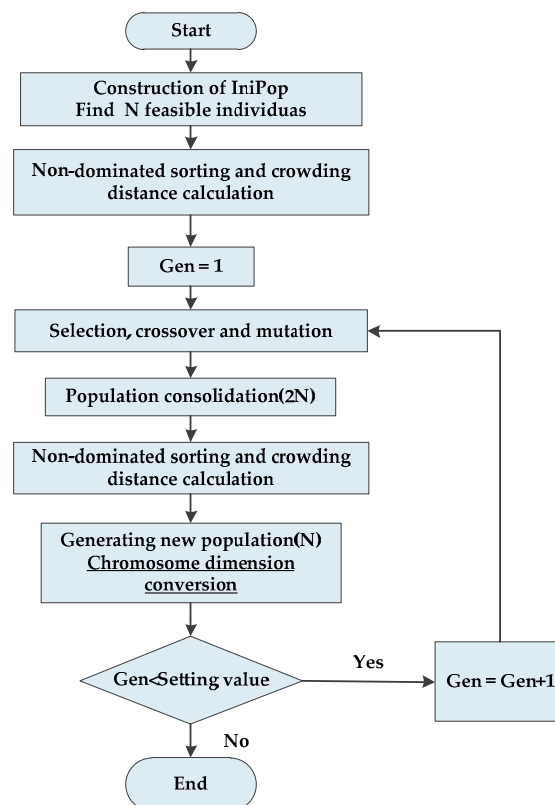 Start
Construction of IniPop
Find N feasible individuas
Non-dominated sorting and crowding
distance calculation
Gen = 1
Selection, crossover and mutation
Population consolidation(2N)
Non-dominated sorting and crowding
distance calculation
Generating new population(N)
Chromosome dimension
conversion
Gen<Setting value
Yes
Gen = Gen+1
No
End